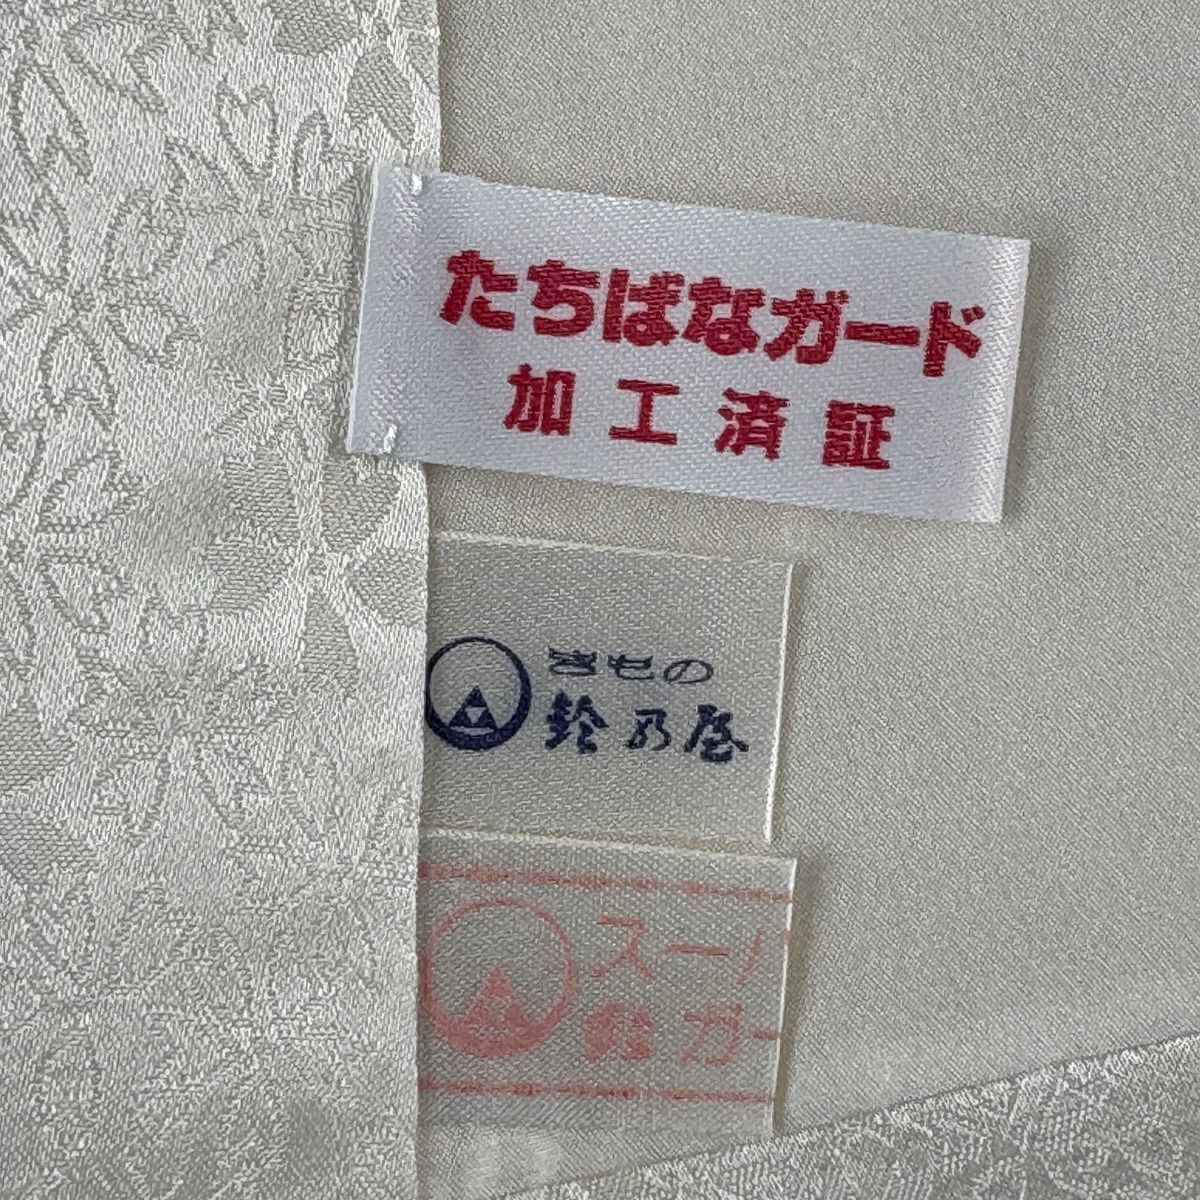 たちばなガード
加工済証
きもの
鈴乃屋
スー
鈴ガー